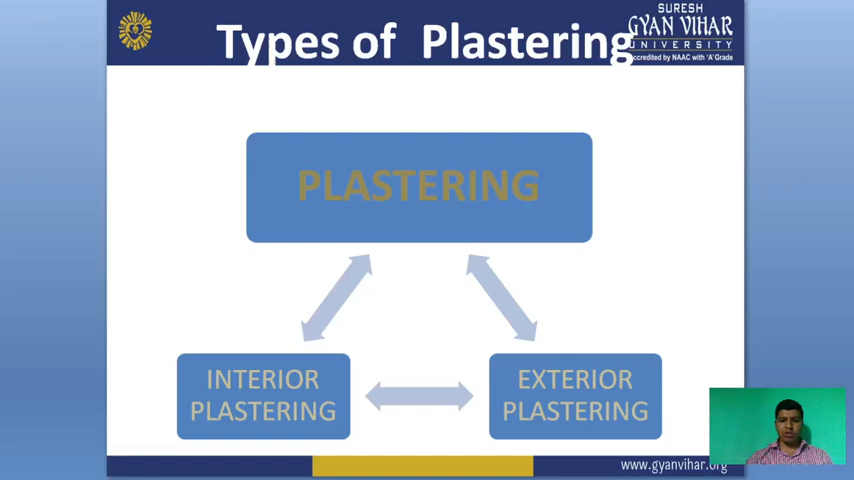 Types of Plastering
SURESH
GYAN VIHAR
UNIVERSITY
Accredited by NAAC with 'A' Grade
PLASTERING
INTERIOR
PLASTERING
EXTERIOR
PLASTERING
www.gyanvihar.org